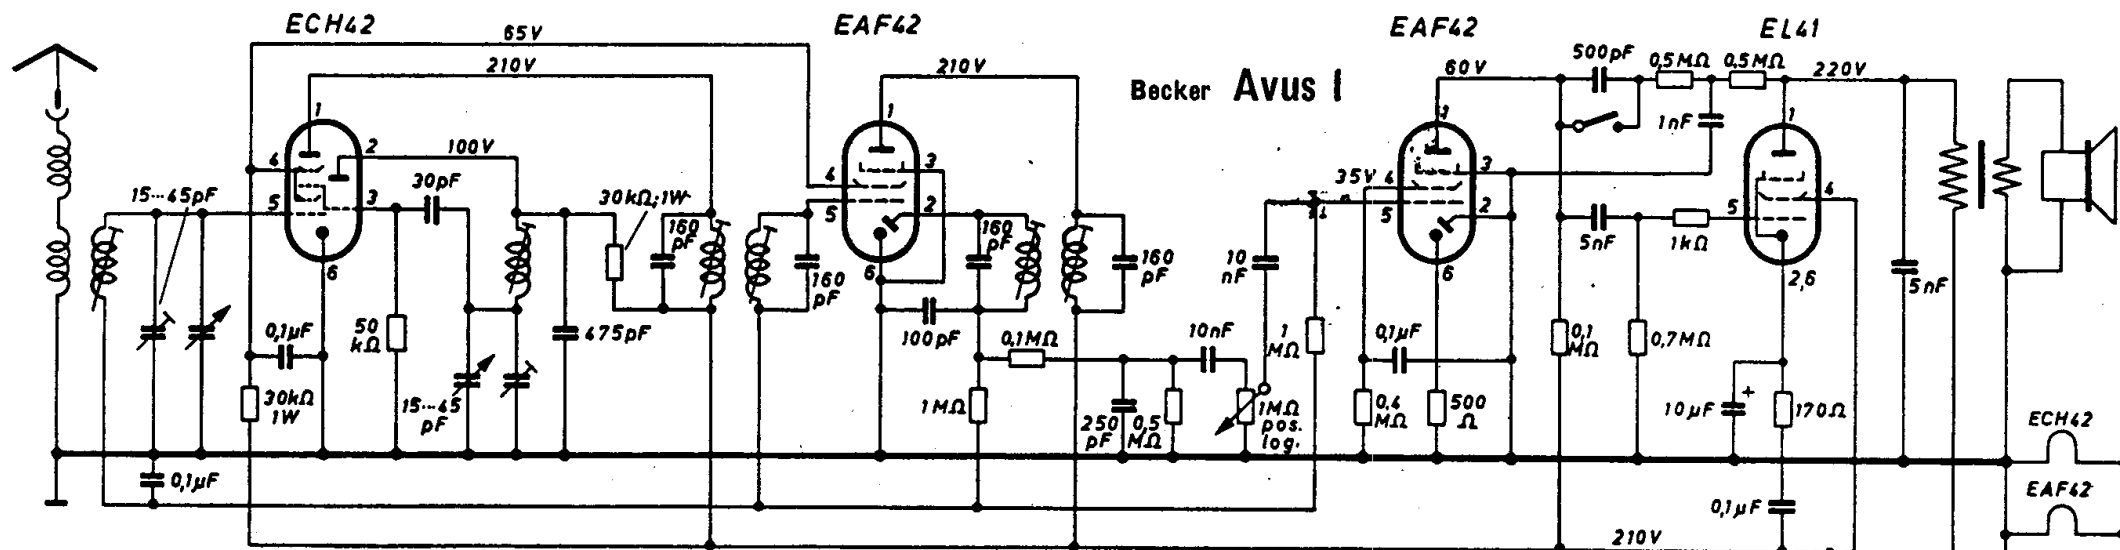 ECH42
EAF42
EAF42
EL41
65V
210V
210V
Becker Avus I
60V
500pF
0,5MΩ
0,5MΩ
220V
1
2
3
4
5
6
100V
15...45pF
30pF
30kΩ;1W
160 pF
160 pF
1
2
3
4
5
6
160 pF
160 pF
35V
1
2
3
4
5
6
1nF
1
4
5
2,6
5nF
1kΩ
5nF
10 nF
0,1µF
50 kΩ
475pF
100pF
0,1MΩ
10nF
1 MΩ
0,1µF
0,1 MΩ
0,7MΩ
30kΩ 1W
15...45 pF
1MΩ
250 pF
0,5 MΩ
1MΩ pos. log.
0,4 MΩ
500 Ω
10µF
+
170Ω
ECH42
0,1µF
EAF42
0,1µF
210V